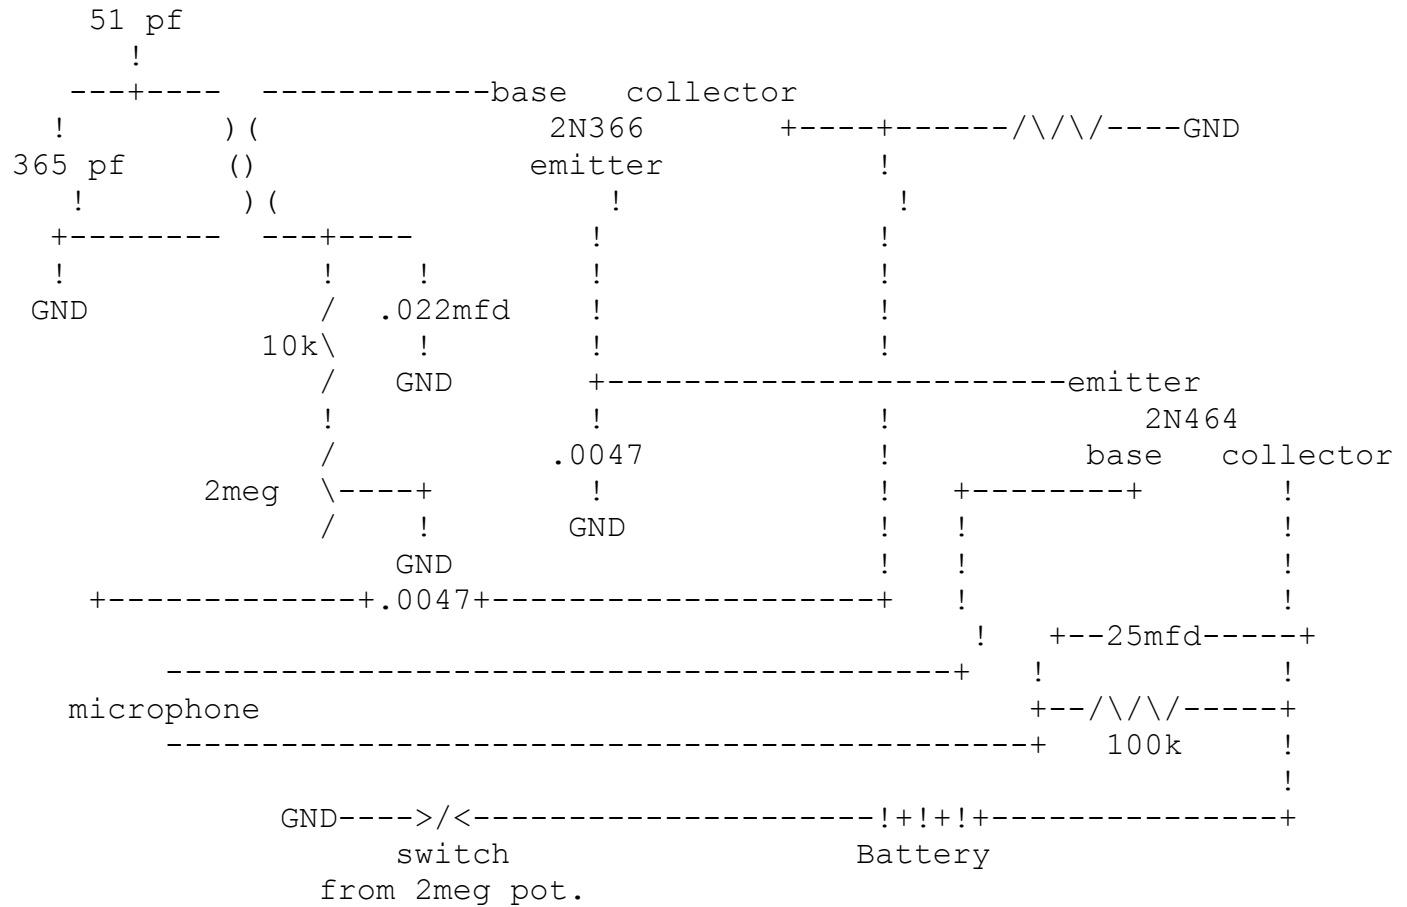 51 pf
       !
    ---+----  ------------base   collector
   !        )(               2N366       +----+------/\/\/----GND
365 pf     ()              emitter            !
    !        )(                  !               !
   +--------  ---+----          !               !
   !             !    !         !               !
  GND            /  .022mfd    !               !
              10k\    !         !               !
                 /   GND       +-------------------------emitter
                 !              !               !              2N464
                 /            .0047             !          base   collector
           2meg  \----+         !              !   +--------+       !
                 /    !        GND             !   !                !
                     GND                       !   !                !
     +-------------+.0047+---------------------+   !                !
                                                    !   +--25mfd-----+
         ------------------------------------------+   !             !
    microphone                                         +--/\/\/-----+
         ----------------------------------------------+   100k     !
                                                                     !
               GND---->/<----------------------!+!+!+---------------+
                     switch                   Battery
                 from 2meg pot.